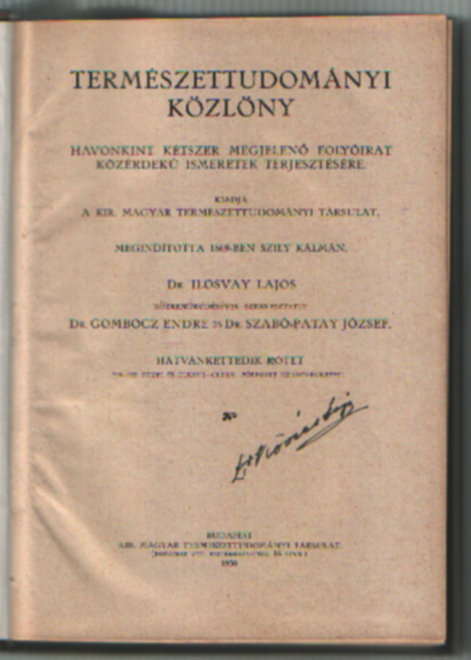 TERMÉSZETTUDOMÁNYI
KÖZLÖNY
HAVONKINT KÉTSZER MEGJELENŐ FOLYÓIRAT
KÖZÉRDEKŰ ISMERETEK TERJESZTÉSÉRE.
KIADJA
A KIR. MAGYAR TERMÉSZETTUDOMÁNYI TÁRSULAT.
MEGINDÍTOTTA 1869-BEN SZILY KÁLMÁN.
DR. ILOSVAY LAJOS
KÖZREMŰKÖDÉSÉVEL SZERKESZTETTE
DR. GOMBOCZ ENDRE ÉS DR. SZABÓ-PATAY JÓZSEF.
HATVANKETTEDIK KÖTET
BUDAPEST
KIR. MAGYAR TERMÉSZETTUDOMÁNYI TÁRSULAT.
1930